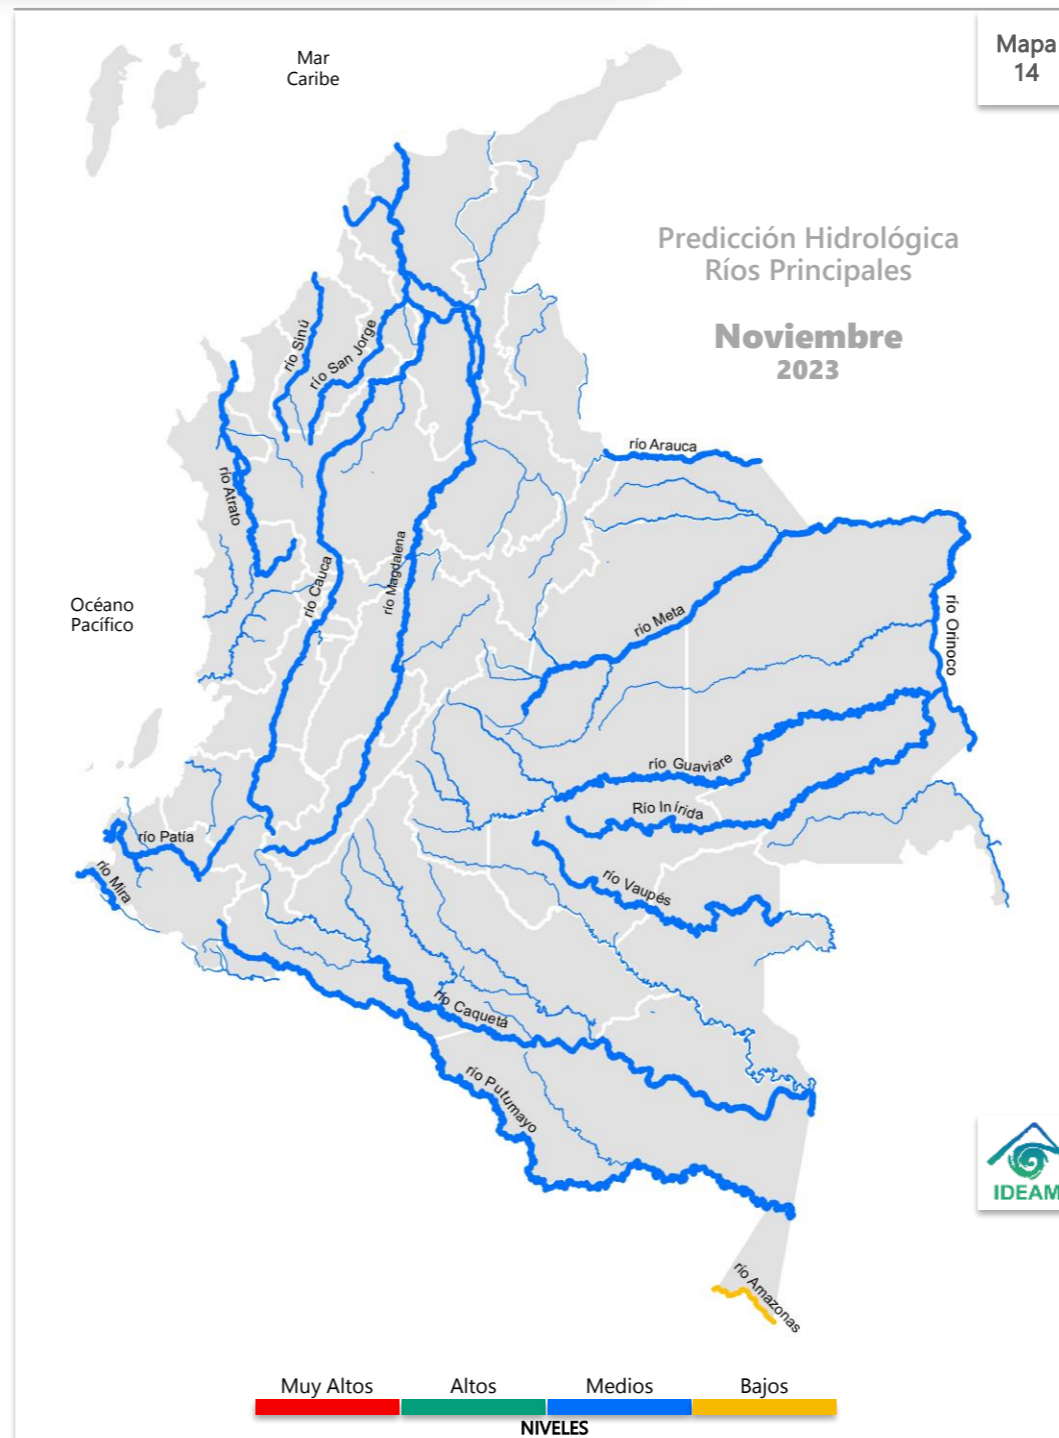 Mapa
14
Mar
Caribe
Predicción Hidrológica
Ríos Principales
Noviembre
2023
río Sinú
río San Jorge
río Arauca
río Atrato
río Cauca
río Magdalena
Océano
Pacífico
río Meta
río Orinoco
río Guaviare
Río Inírida
río Patía
río Mira
río Vaupés
río Caquetá
río Putumayo
IDEAM
río Amazonas
Muy Altos
Altos
Medios
Bajos
NIVELES